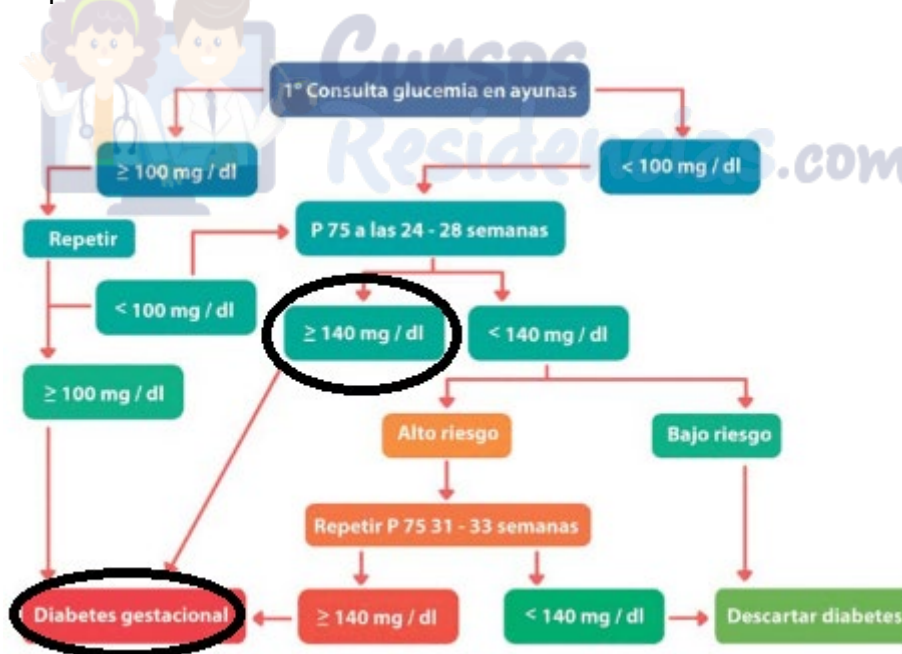 Cursos
Residencias.com
1° Consulta glucemia en ayunas
≥ 100 mg / dl
< 100 mg / dl
Repetir
P 75 a las 24 - 28 semanas
< 100 mg / dl
≥ 140 mg / dl
< 140 mg / dl
≥ 100 mg / dl
Alto riesgo
Bajo riesgo
Repetir P 75 31 - 33 semanas
Diabetes gestacional
≥ 140 mg / dl
< 140 mg / dl
Descartar diabetes